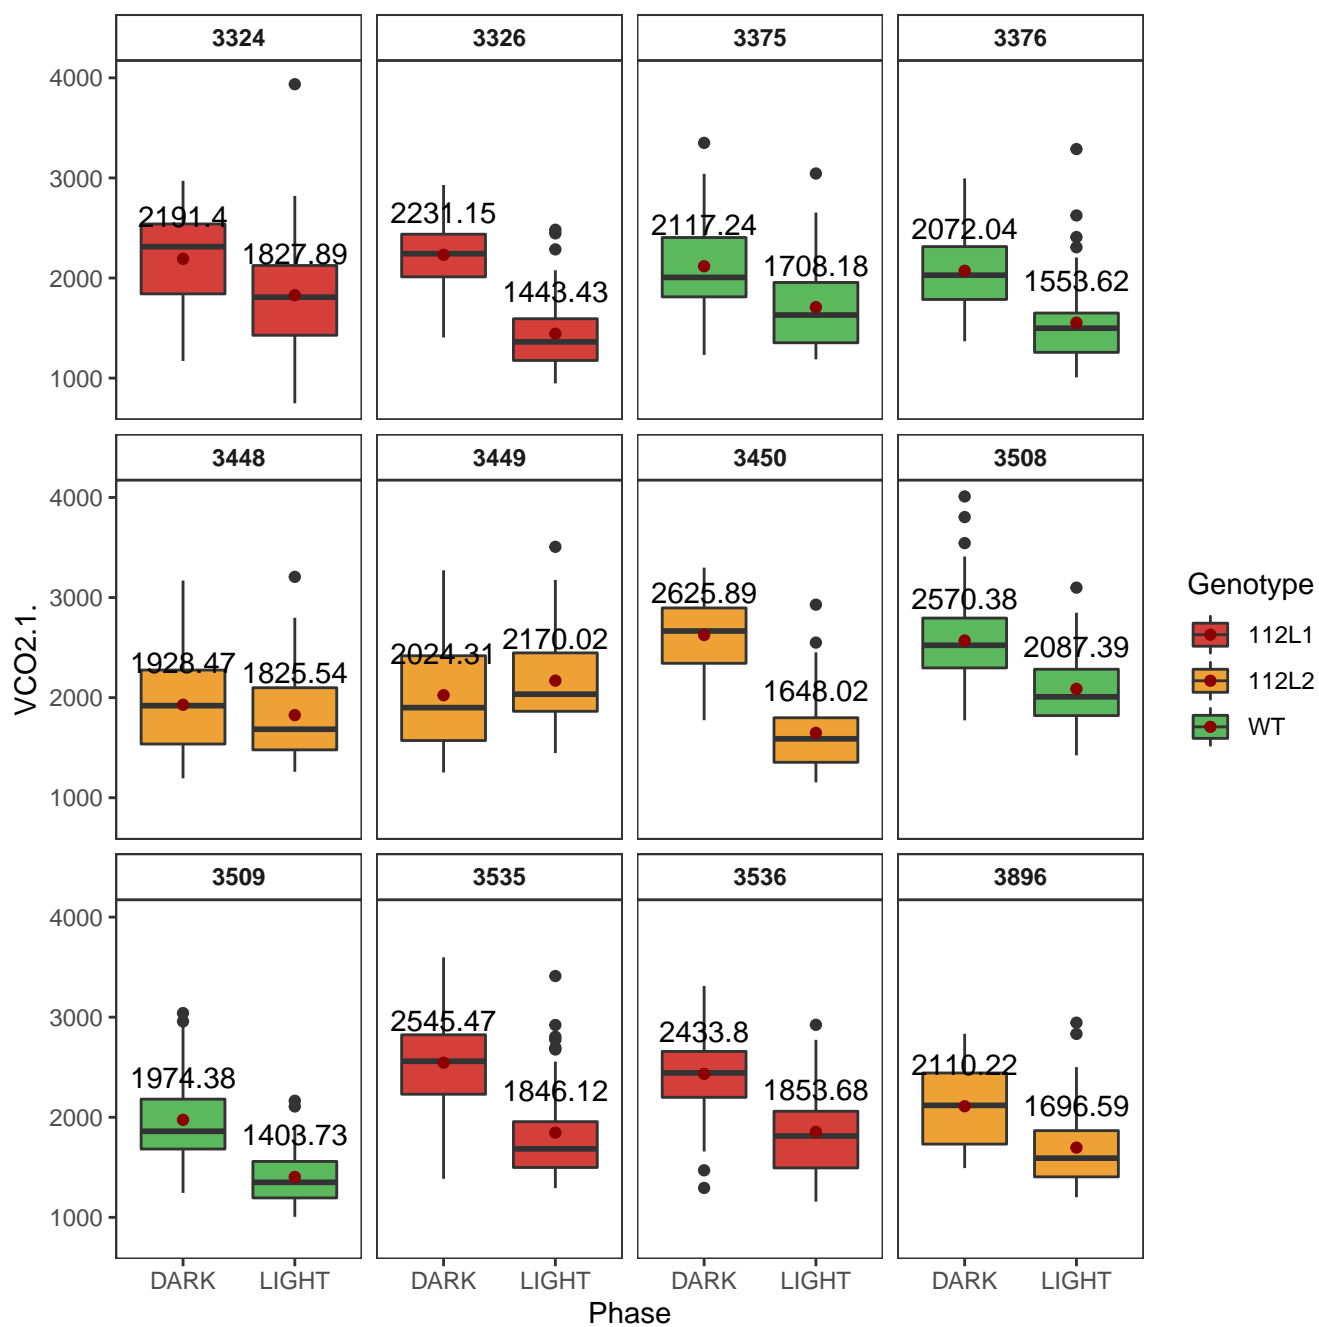 3324 3326 3375 3376
4000
3000
2000
1000
2191.4 1827.89 2231.15 1443.43 2117.24 1708.18 2072.04 1553.62
3448 3449 3450 3508
4000
3000
2000
1000
1928.47 1825.54 2024.31 2170.02 2625.89 1648.02 2570.38 2087.39
3509 3535 3536 3896
4000
3000
2000
1000
1974.38 1403.73 2545.47 1846.12 2433.8 1853.68 2110.22 1696.59
DARK LIGHT DARK LIGHT DARK LIGHT DARK LIGHT
Phase
VCO2.1.
Genotype
112L1
112L2
WT